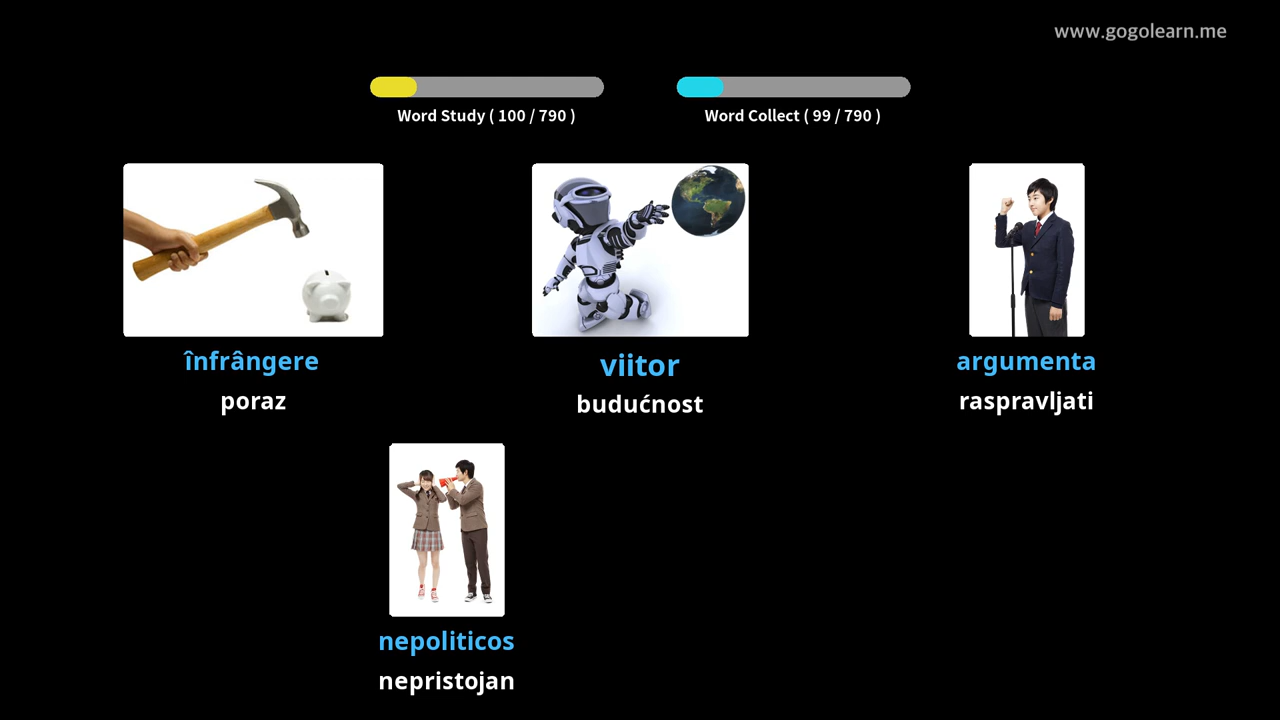 www.gogolearn.me
Word Study ( 100 / 790 )
Word Collect ( 99 / 790 )
înfrângere
viitor
argumenta
poraz
budućnost
raspravljati
nepoliticos
nepristojan